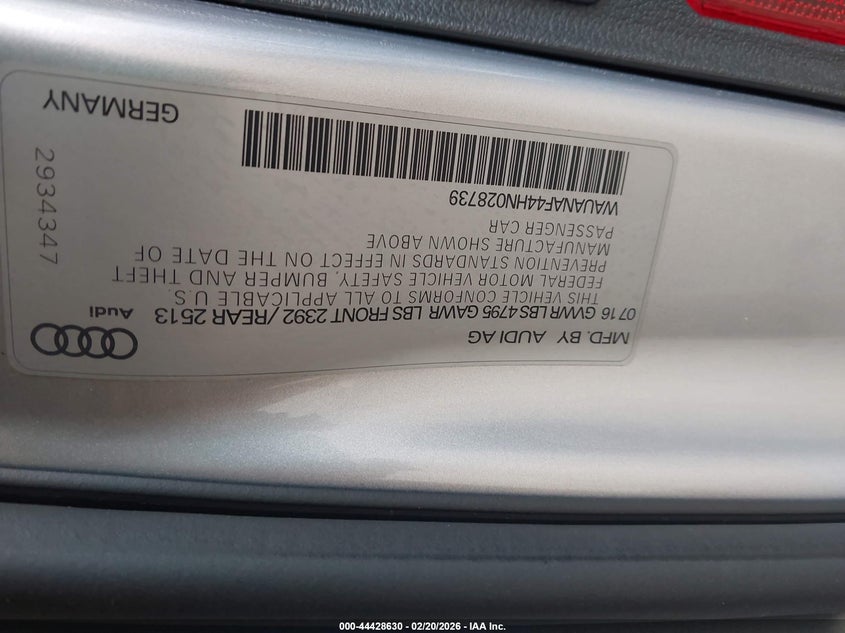 MFD. BY AUDI AG
Audi
07 16 GVWR LBS 4795 GAWR LBS FRONT 2392 / REAR 2513
THIS VEHICLE CONFORMS TO ALL APPLICABLE U.S.
FEDERAL MOTOR VEHICLE SAFETY, BUMPER AND THEFT
PREVENTION STANDARDS IN EFFECT ON THE DATE OF
MANUFACTURE SHOWN ABOVE
PASSENGER CAR
WAUANAF44HN028739
GERMANY
2934347
000-44428630 - 02/20/2026 - IAA Inc.